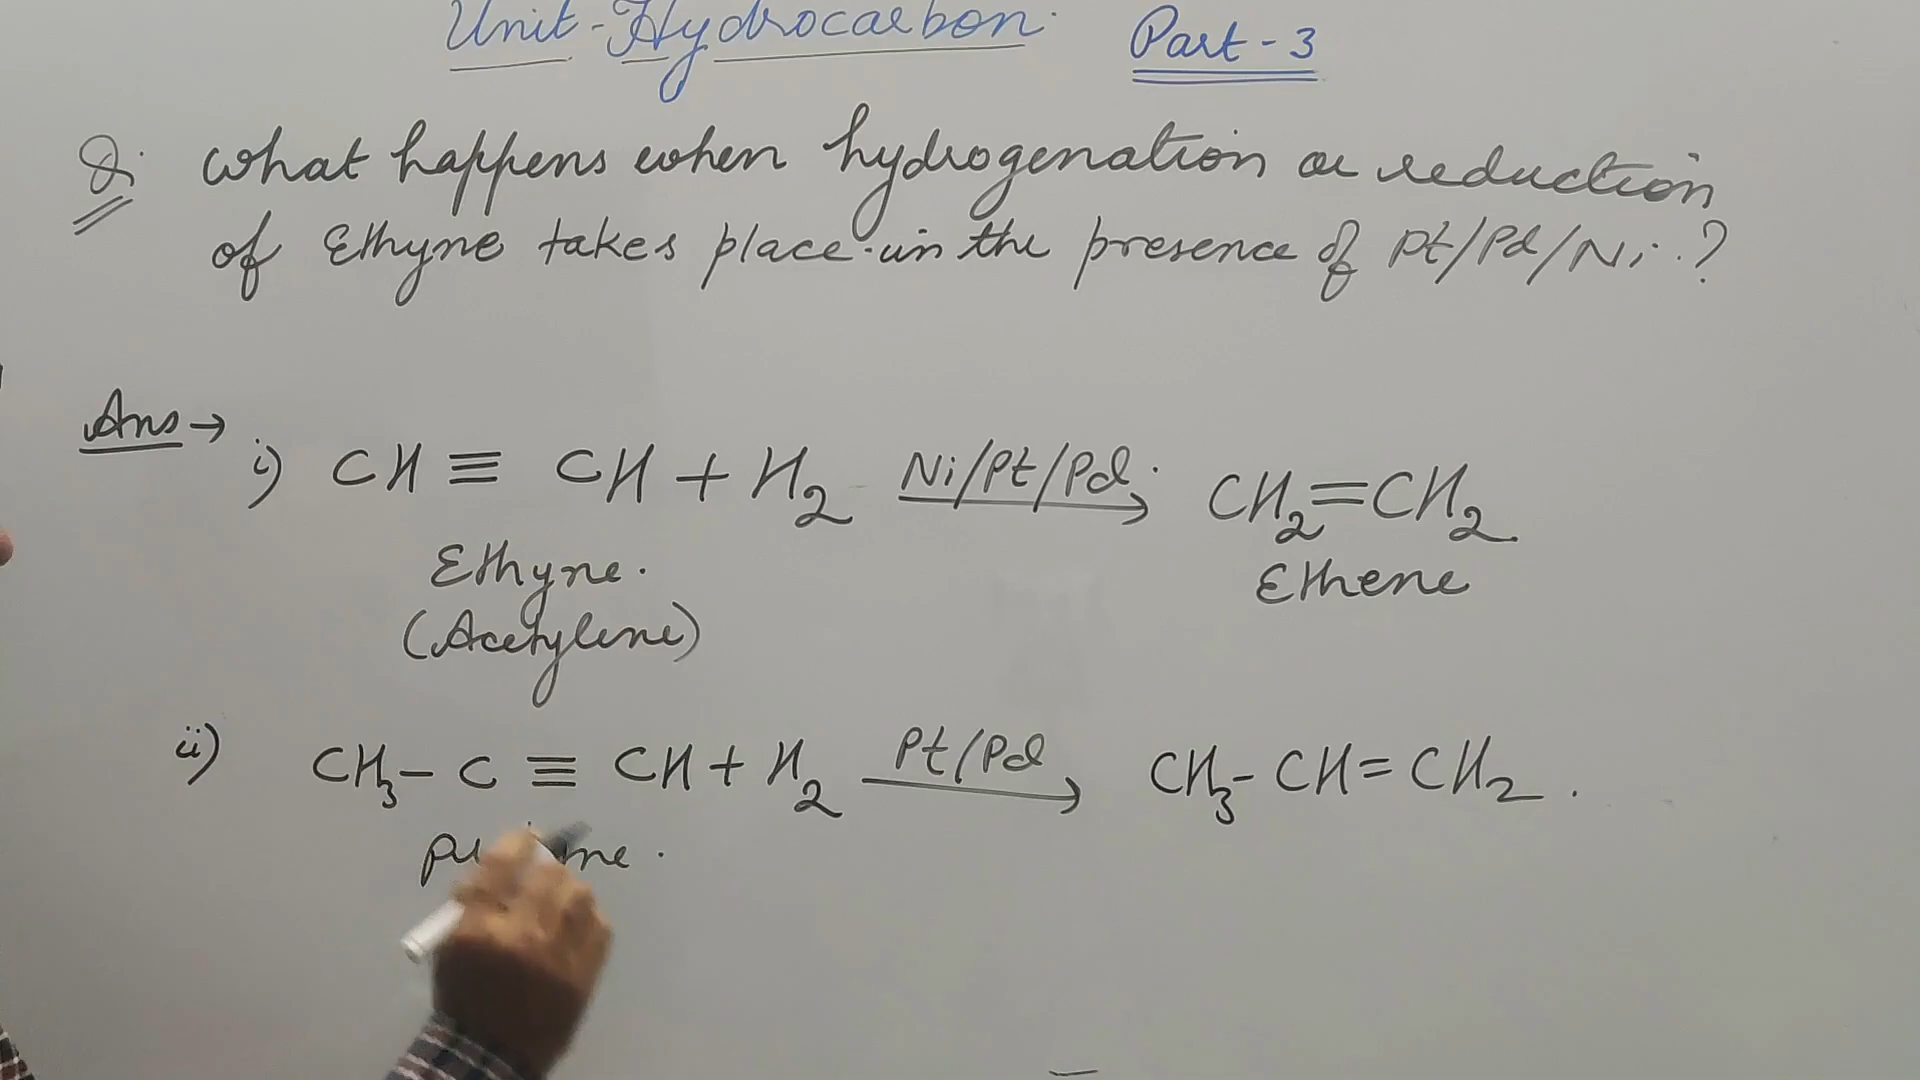 Unit-Hydrocarbon. Part-3
Q. What happens when hydrogenation or reduction
of Ethyne takes place in the presence of Pt/Pd/Ni.?
Ans→
i) CH ≡ CH + H₂ Ni/Pt/Pd. → CH₂=CH₂
Ethyne. Ethene
(Acetylene)
ii) CH₃- C ≡ CH + H₂ Pt/Pd → CH₃- CH = CH₂.